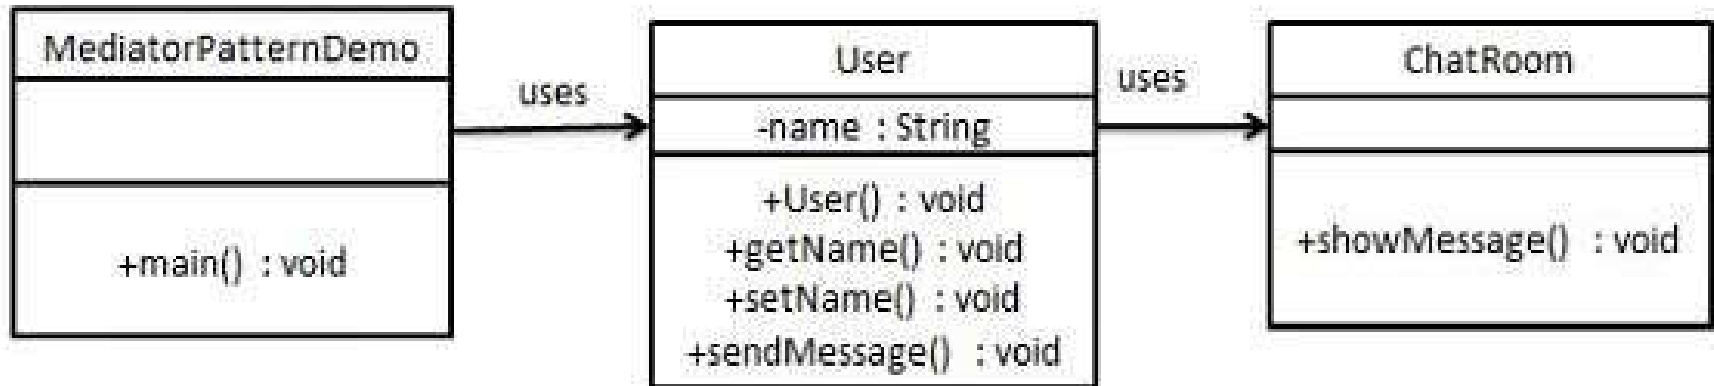 MediatorPatternDemo
+main() : void
uses
User
-name : String
+User() : void
+getName() : void
+setName() : void
+sendMessage() : void
uses
ChatRoom
+showMessage() : void